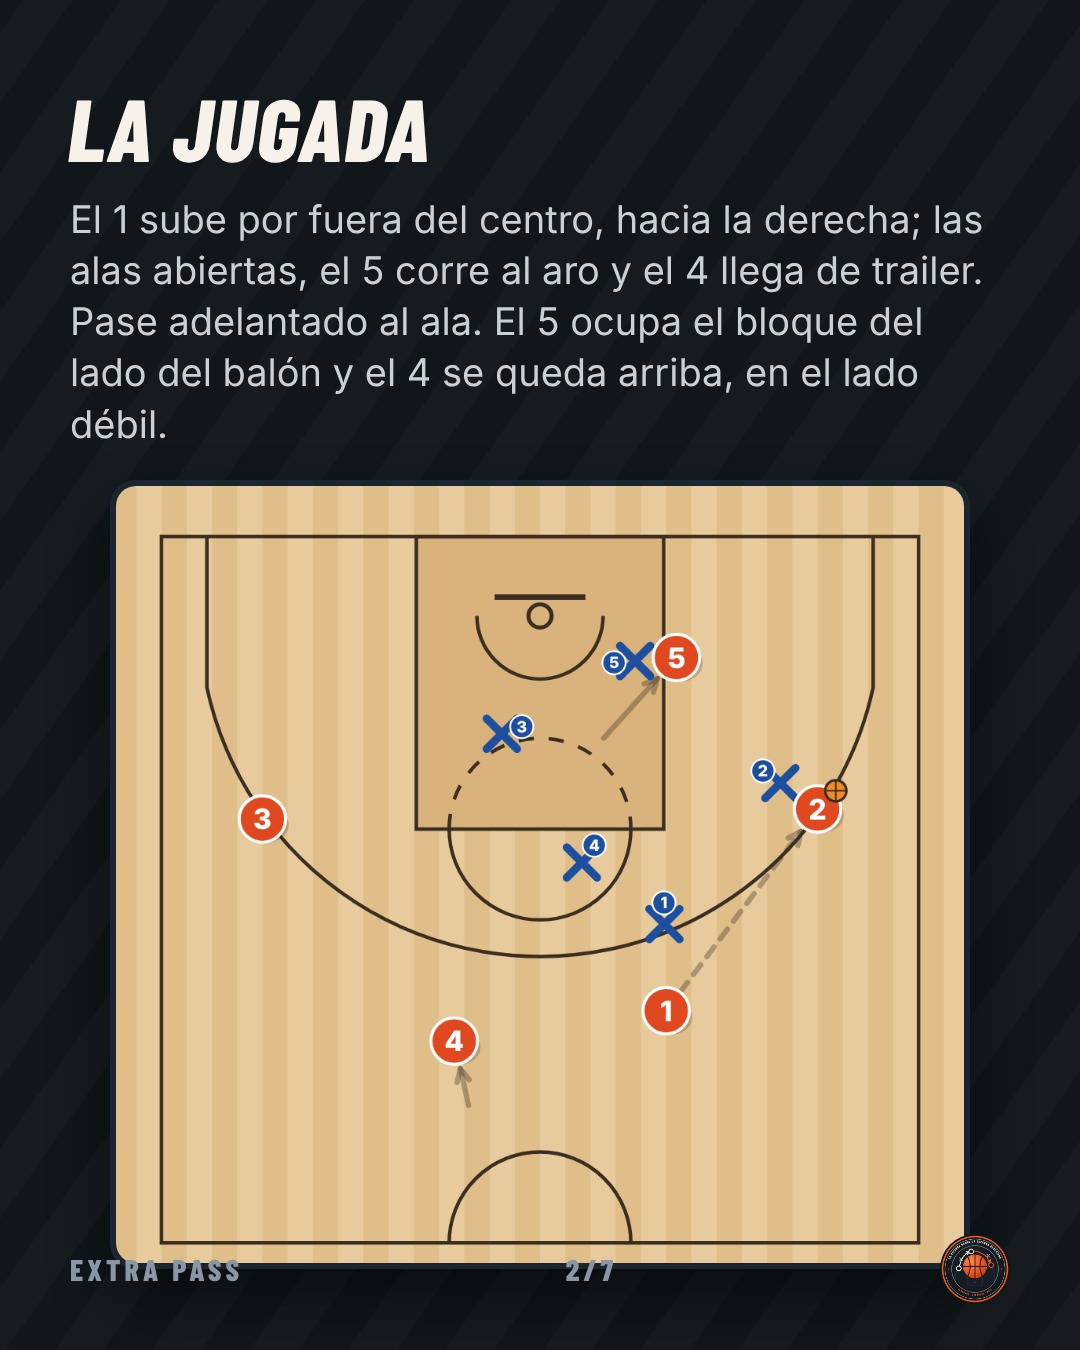 LA JUGADA
El 1 sube por fuera del centro, hacia la derecha; las
alas abiertas, el 5 corre al aro y el 4 llega de trailer.
Pase adelantado al ala. El 5 ocupa el bloque del
lado del balón y el 4 se queda arriba, en el lado
débil.
5
5
3
2
2
3
4
1
1
4
EXTRA PASS
2/7